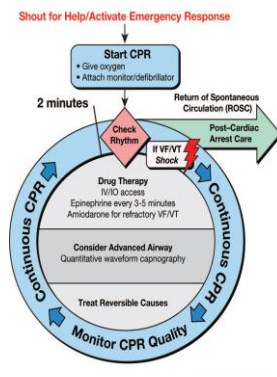 Shout for Help/Activate Emergency Response
Start CPR
• Give oxygen
• Attach monitor/defibrillator
2 minutes
Return of Spontaneous
Circulation (ROSC)
Check
Rhythm
Post–Cardiac
Arrest Care
If VF/VT
Shock
Drug Therapy
IV/IO access
Epinephrine every 3-5 minutes
Amiodarone for refractory VF/VT
Consider Advanced Airway
Quantitative waveform capnography
Treat Reversible Causes
Continuous CPR
Continuous CPR
Monitor CPR Quality